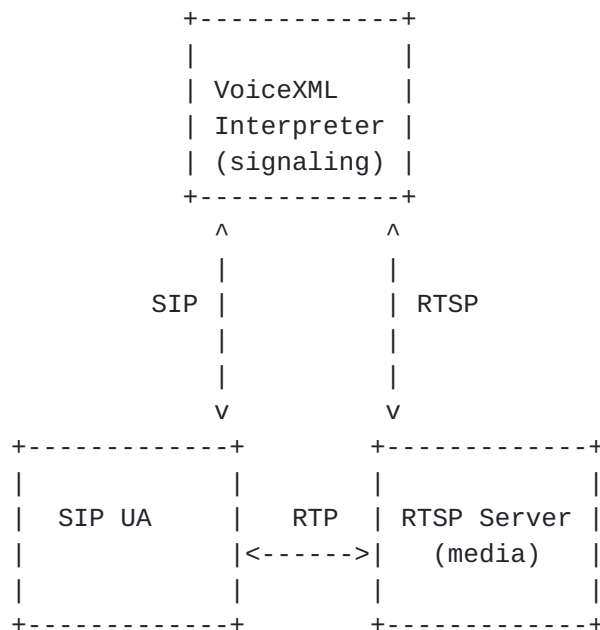 VoiceXML
Interpreter
(signaling)
SIP RTSP
SIP UA RTP RTSP Server
(media)